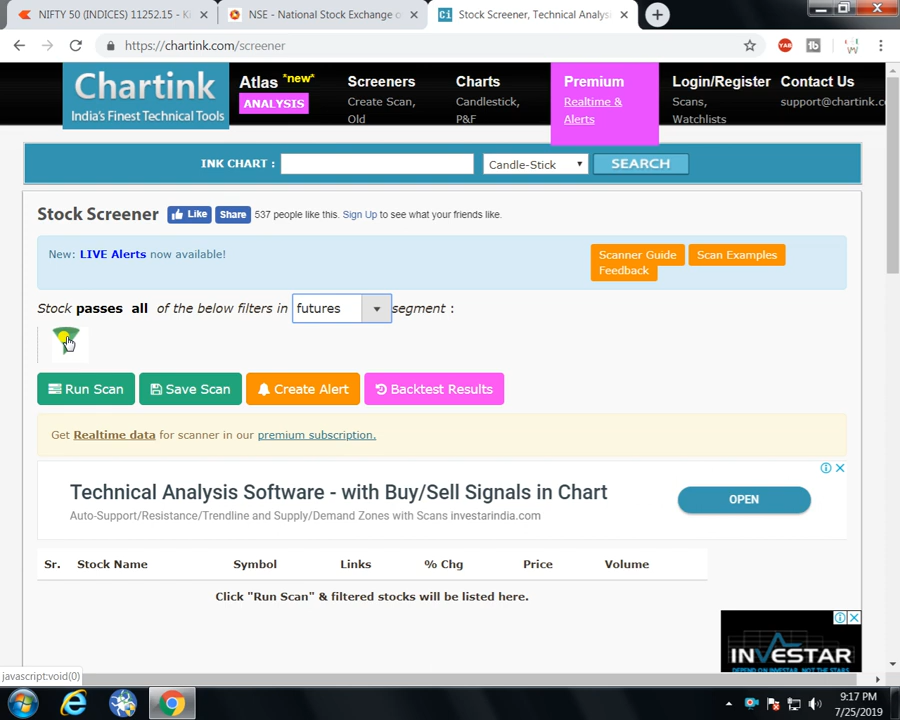 NIFTY 50 (INDICES) 11252.15 - Ki
NSE - National Stock Exchange o
Stock Screener, Technical Analys
https://chartink.com/screener
Chartink
India's Finest Technical Tools
Atlas *new*
ANALYSIS
Screeners
Create Scan,
Old
Charts
Candlestick,
P&F
Premium
Realtime &
Alerts
Login/Register
Scans,
Watchlists
Contact Us
support@chartink.co
INK CHART :
Candle-Stick
SEARCH
Stock Screener
Like
Share
537 people like this. Sign Up to see what your friends like.
New: LIVE Alerts now available!
Scanner Guide
Scan Examples
Feedback
Stock passes all of the below filters in futures segment :
Run Scan
Save Scan
Create Alert
Backtest Results
Get Realtime data for scanner in our premium subscription.
Technical Analysis Software - with Buy/Sell Signals in Chart
Auto-Support/Resistance/Trendline and Supply/Demand Zones with Scans investarindia.com
OPEN
Sr. Stock Name Symbol Links % Chg Price Volume
Click "Run Scan" & filtered stocks will be listed here.
INVESTAR
DEPEND ON INVESTAR, NOT ON FATE
javascript:void(0)
9:17 PM
7/25/2019